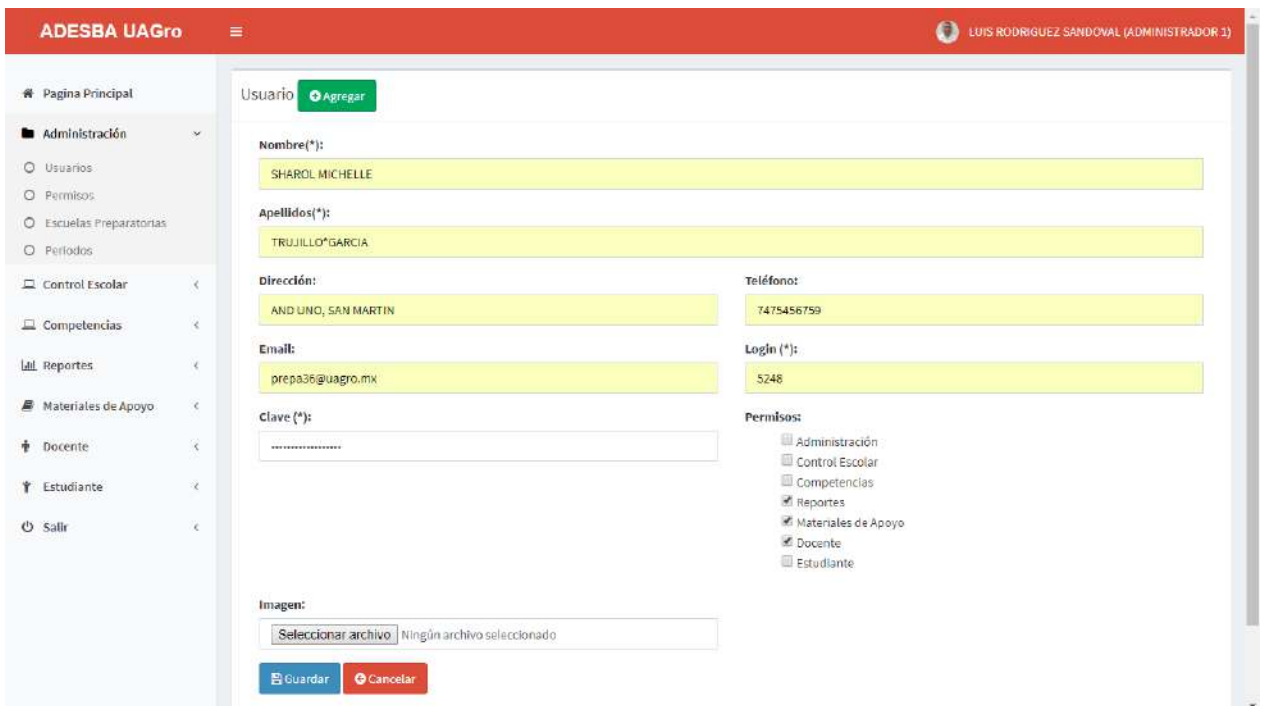 ADESBA UAGro
LUIS RODRIGUEZ SANDOVAL (ADMINISTRADOR 1)
Pagina Principal
Administración
Usuarios
Permisos
Escuelas Preparatorias
Periodos
Control Escolar
Competencias
Reportes
Materiales de Apoyo
Docente
Estudiante
Salir
Usuario Agregar
Nombre(*):
SHAROL MICHELLE
Apellidos(*):
TRUJILLO*GARCIA
Dirección:
AND UNO, SAN MARTIN
Teléfono:
7475456759
Email:
prepa36@uagro.mx
Login (*):
5248
Clave (*):
Permisos:
Administración
Control Escolar
Competencias
Reportes
Materiales de Apoyo
Docente
Estudiante
Imagen:
Seleccionar archivo Ningún archivo seleccionado
Guardar Cancelar